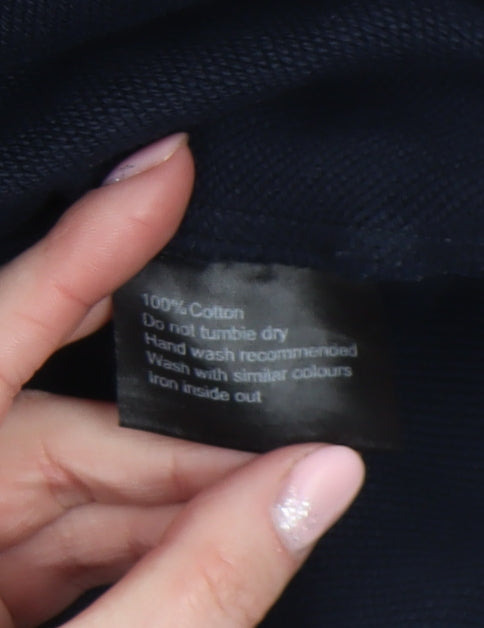 100% Cotton
Do not tumble dry
Hand wash recommended
Wash with similar colours
Iron inside out